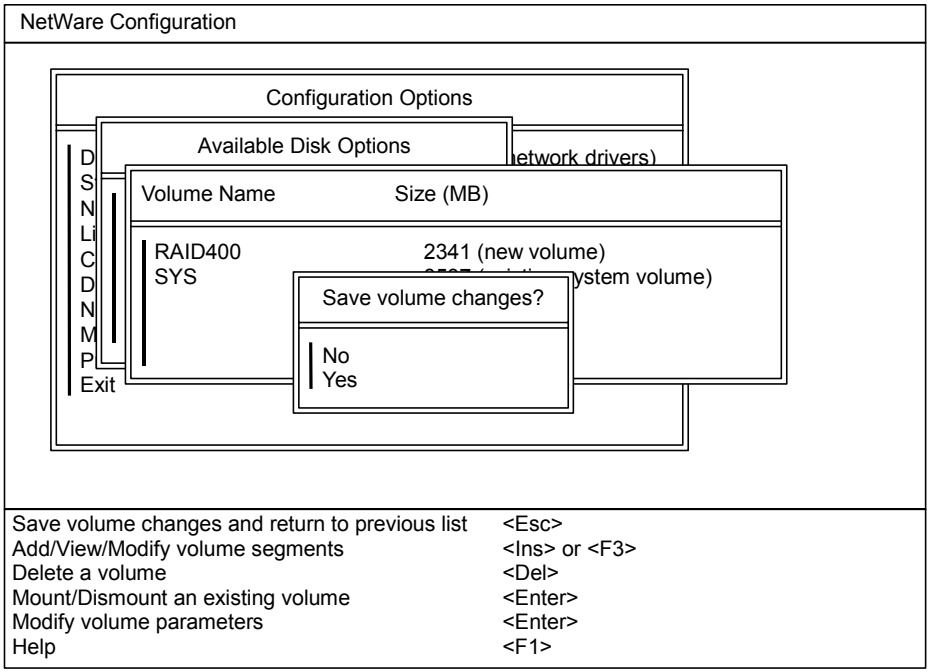 NetWare Configuration
Configuration Options
Available Disk Options
network drivers)
D
S
N
Li
C
D
N
M
P
Exit
Volume Name Size (MB)
RAID400 2341 (new volume)
SYS system volume)
Save volume changes?
No
Yes
Save volume changes and return to previous list <Esc>
Add/View/Modify volume segments <Ins> or <F3>
Delete a volume <Del>
Mount/Dismount an existing volume <Enter>
Modify volume parameters <Enter>
Help <F1>